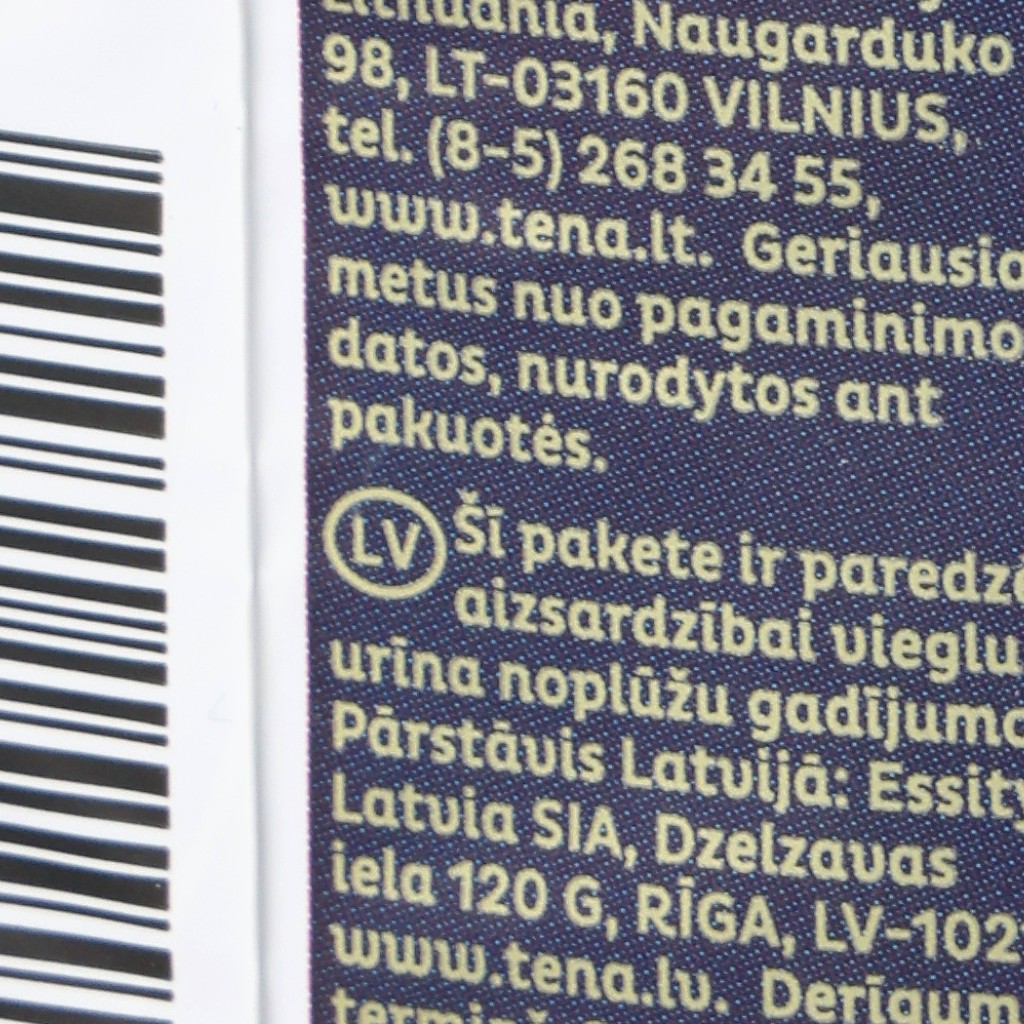 Lithuania, Naugarduko
98, LT-03160 VILNIUS,
tel. (8-5) 268 34 55,
www.tena.lt. Geriausia
metus nuo pagaminimo
datos, nurodytos ant
pakuotės.
LV Šī pakete ir paredzē
aizsardzībai vieglu
urīna noplūžu gadījumo
Pārstāvis Latvijā: Essity
Latvia SIA, Dzelzavas
iela 120 G, RĪGA, LV-102
www.tena.lv. Derīgum